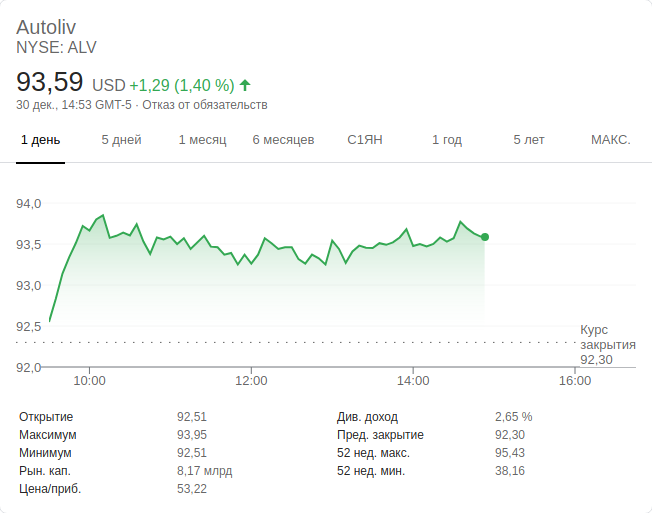 Autoliv
NYSE: ALV
93,59 USD +1,29 (1,40 %)
30 дек., 14:53 GMT-5 · Отказ от обязательств
1 день 5 дней 1 месяц 6 месяцев С1ЯН 1 год 5 лет МАКС.
94,0
93,5
93,0
92,5
Курс
закрытия
92,30
92,0
10:00 12:00 14:00 16:00
Открытие 92,51 Див. доход 2,65 %
Максимум 93,95 Пред. закрытие 92,30
Минимум 92,51 52 нед. макс. 95,43
Рын. кап. 8,17 млрд 52 нед. мин. 38,16
Цена/приб. 53,22